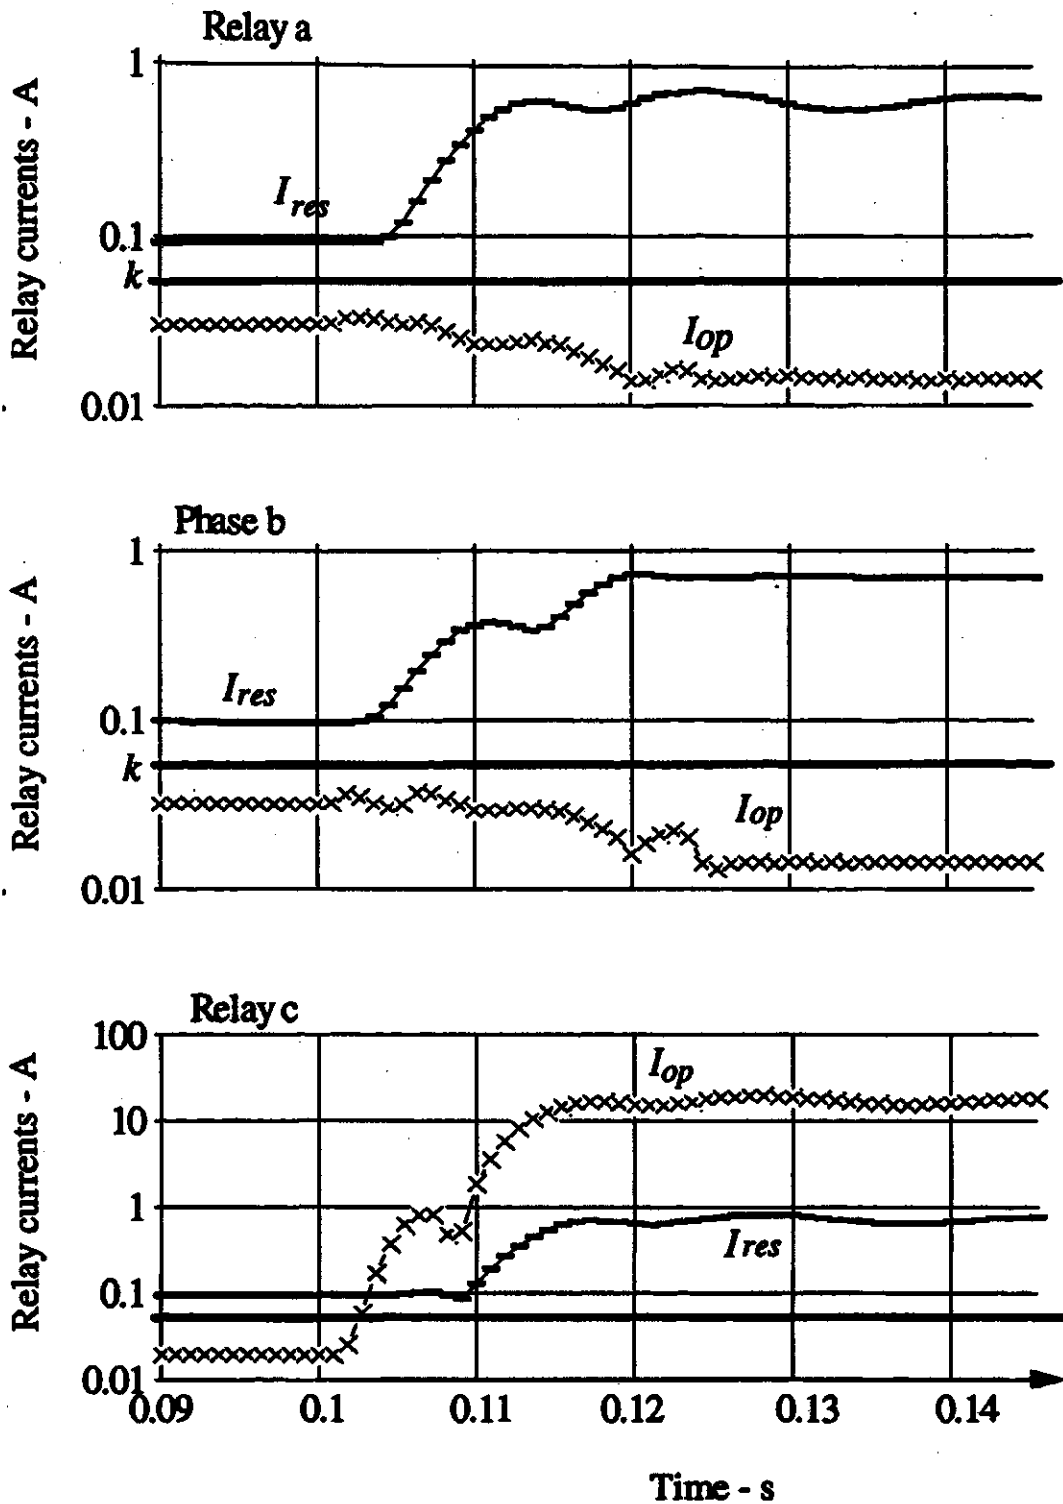 Relay a
Relay currents - A
1
Ires
0.1
k
Iop
0.01
Phase b
Relay currents - A
1
Ires
0.1
k
Iop
0.01
Relay c
Relay currents - A
100
Iop
10
1
Ires
0.1
0.01
0.09 0.1 0.11 0.12 0.13 0.14
Time - s